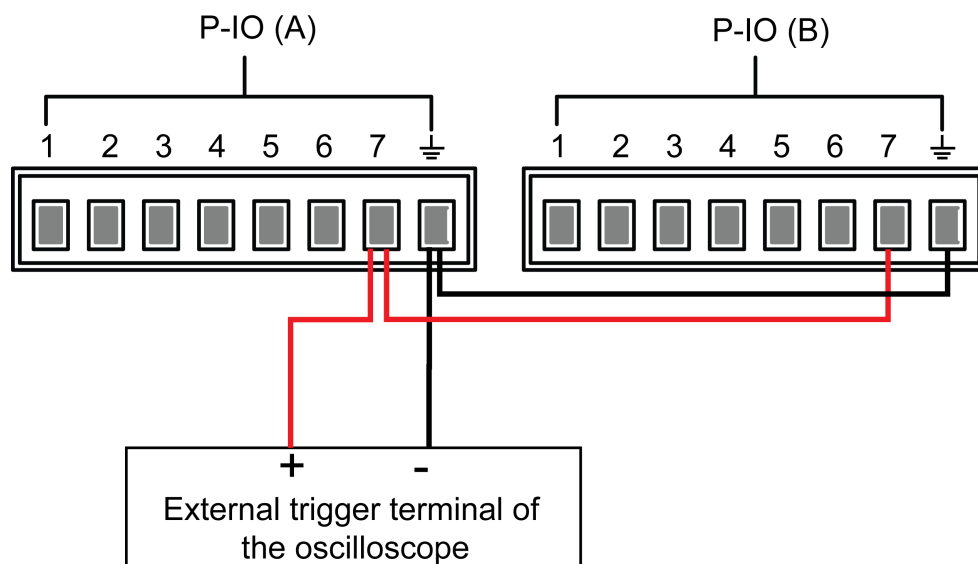 P-IO (A) P-IO (B)
1 2 3 4 5 6 7 1 2 3 4 5 6 7
+ -
External trigger terminal of
the oscilloscope